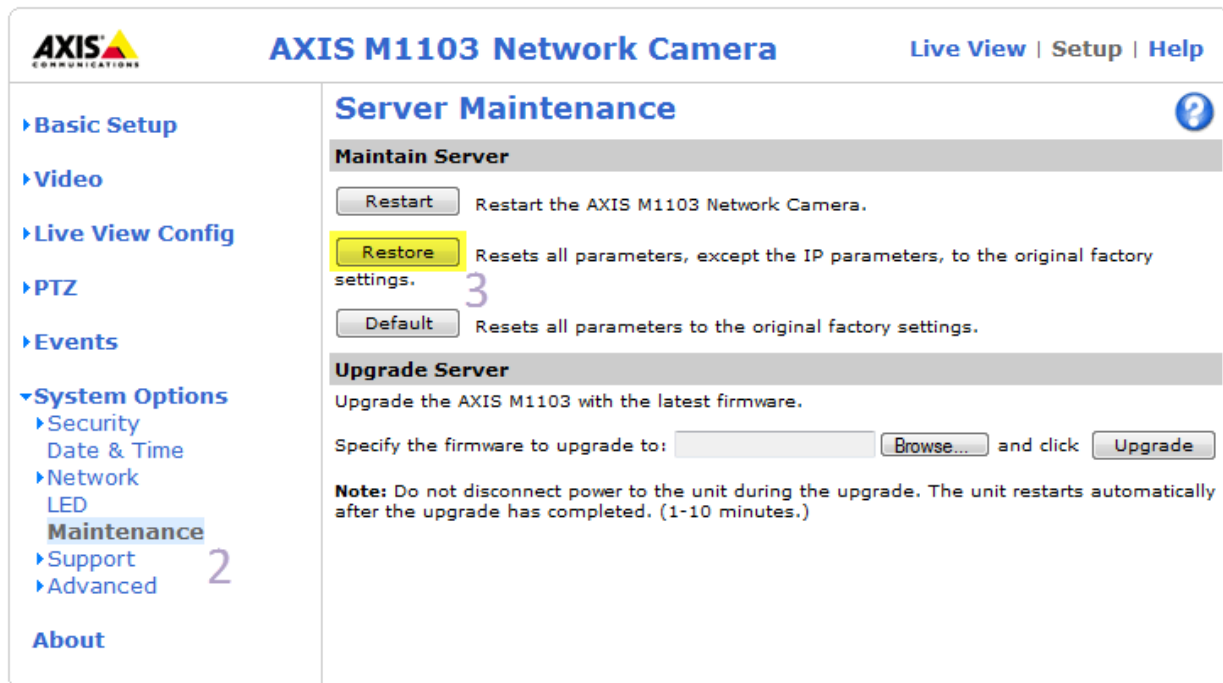 AXIS
COMMUNICATIONS
AXIS M1103 Network Camera
Live View | Setup | Help
Basic Setup
Video
Live View Config
PTZ
Events
System Options
Security
Date & Time
Network
LED
Maintenance
2
Support
Advanced
About
Server Maintenance
?
Maintain Server
Restart Restart the AXIS M1103 Network Camera.
Restore Resets all parameters, except the IP parameters, to the original factory
settings.
3
Default Resets all parameters to the original factory settings.
Upgrade Server
Upgrade the AXIS M1103 with the latest firmware.
Specify the firmware to upgrade to: Browse... and click Upgrade
Note: Do not disconnect power to the unit during the upgrade. The unit restarts automatically
after the upgrade has completed. (1-10 minutes.)